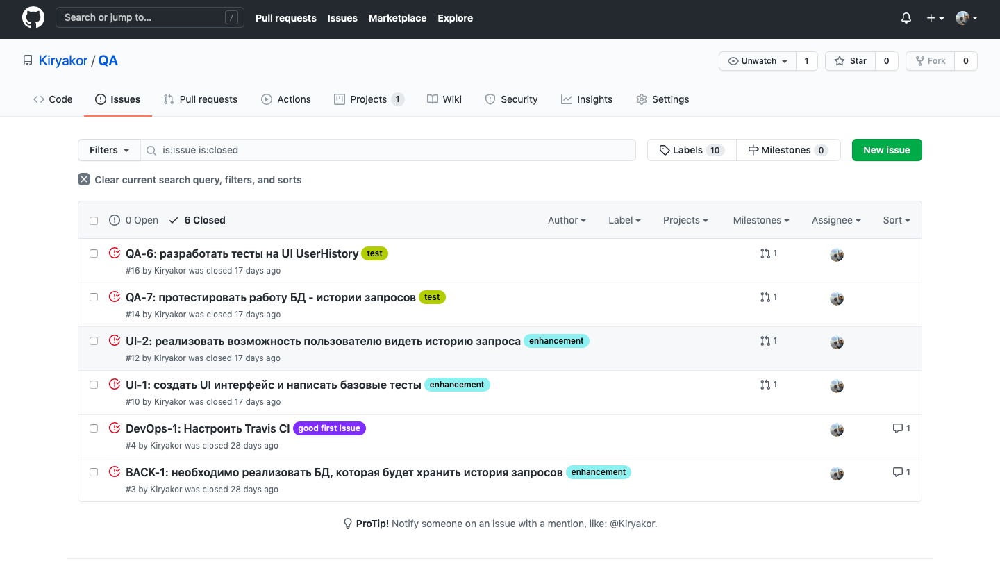 Search or jump to... /
Pull requests Issues Marketplace Explore
Kiryakor / QA
Unwatch 1 Star 0 Fork 0
Code Issues Pull requests Actions Projects 1 Wiki Security Insights Settings
Filters is:issue is:closed Labels 10 Milestones 0 New issue
Clear current search query, filters, and sorts
0 Open 6 Closed Author Label Projects Milestones Assignee Sort
QA-6: разработать тесты на UI UserHistory test 1
#16 by Kiryakor was closed 17 days ago
QA-7: протестировать работу БД - истории запросов test 1
#14 by Kiryakor was closed 17 days ago
UI-2: реализовать возможность пользователю видеть историю запроса enhancement 1
#12 by Kiryakor was closed 17 days ago
UI-1: создать UI интерфейс и написать базовые тесты enhancement 1
#10 by Kiryakor was closed 17 days ago
DevOps-1: Настроить Travis CI good first issue 1
#4 by Kiryakor was closed 28 days ago
BACK-1: необходимо реализовать БД, которая будет хранить история запросов enhancement 1
#3 by Kiryakor was closed 28 days ago
ProTip! Notify someone on an issue with a mention, like: @Kiryakor.